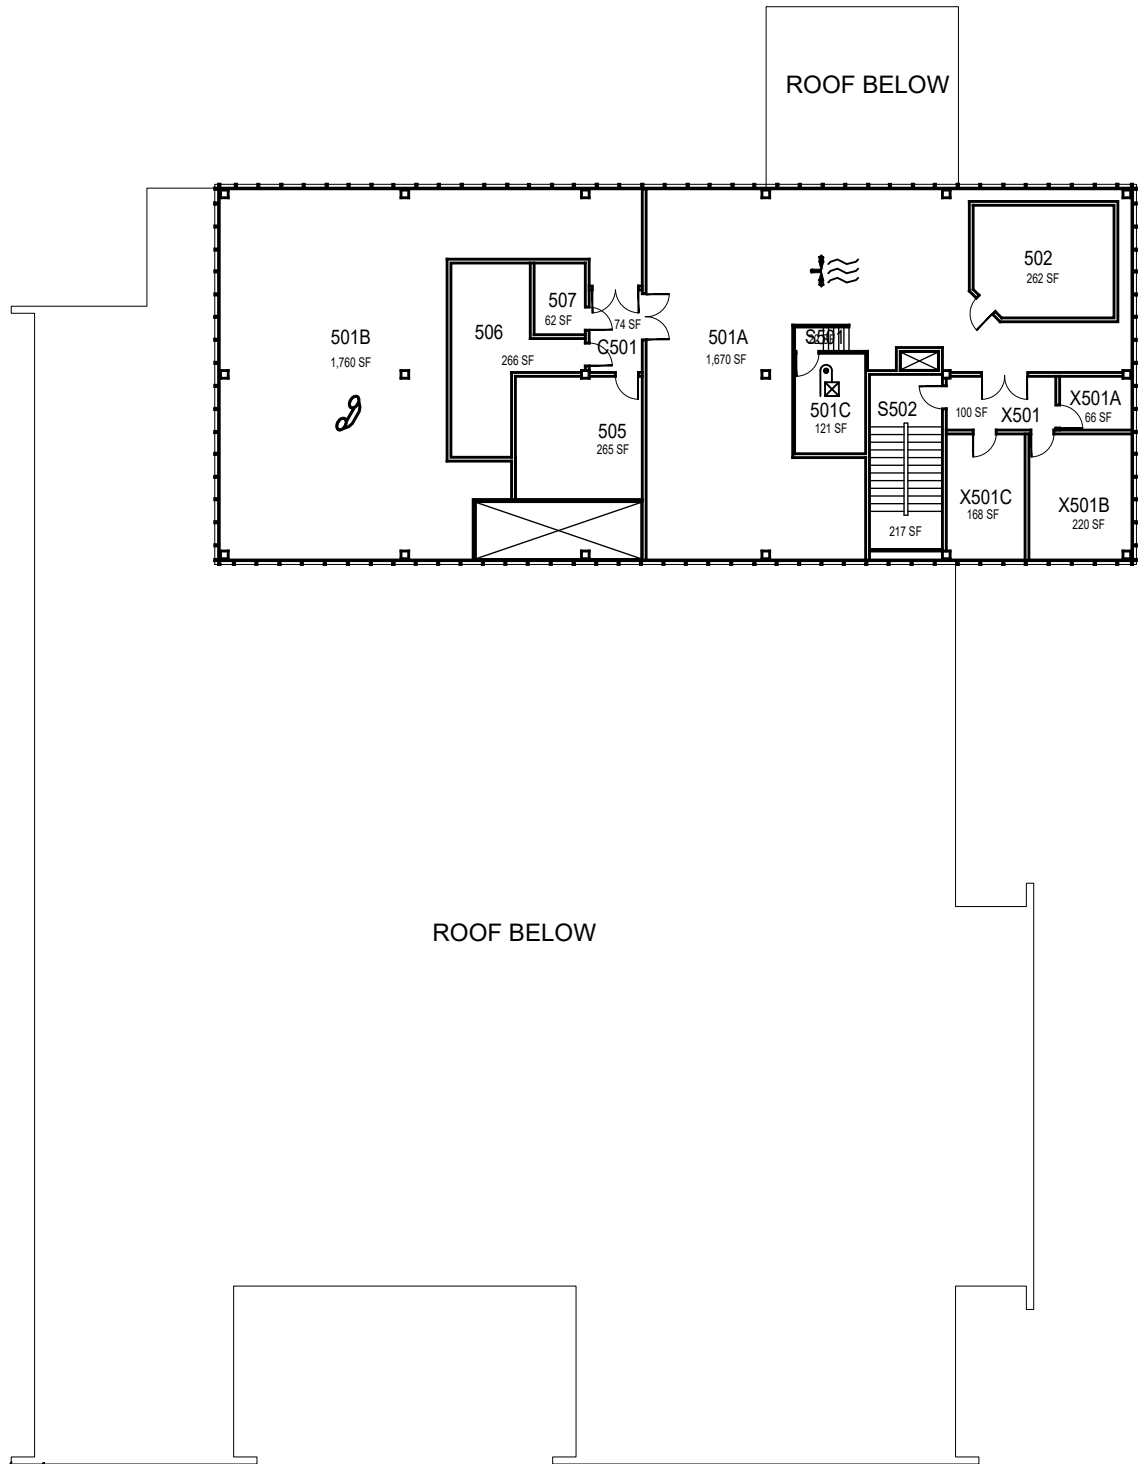 ROOF BELOW
502
262 SF
507
62 SF
74 SF
C501
506
266 SF
501B
1,760 SF
501A
1,670 SF
S501
501C
121 SF
S502
217 SF
100 SF
X501
X501A
66 SF
505
265 SF
X501C
168 SF
X501B
220 SF
ROOF BELOW